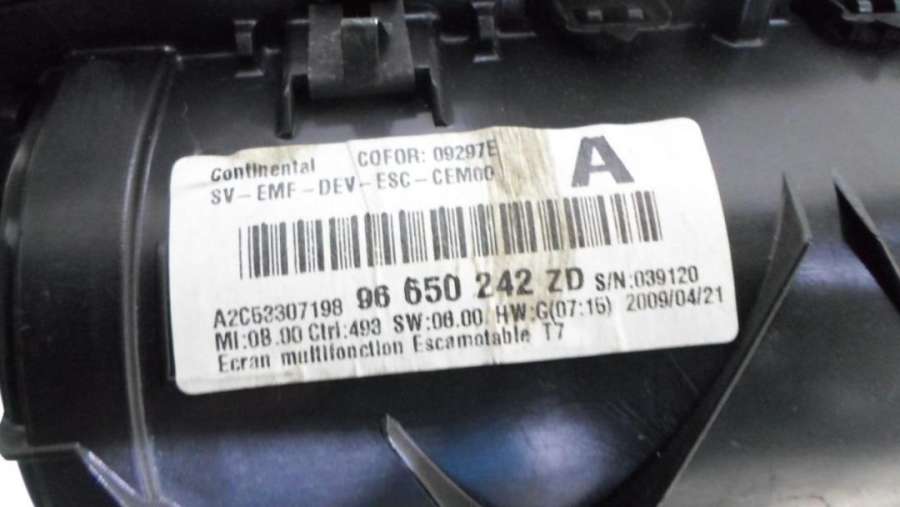 Continental COFOR: 09297E A
SV-EMF-DEV-ESC-CEM00
A2C53307198 96 650 242 ZD S/N:039120
MI:08.00 Ctrl:493 SW:06.00 HW:G(07:15) 2009/04/21
Ecran multifonction Escamotable T7